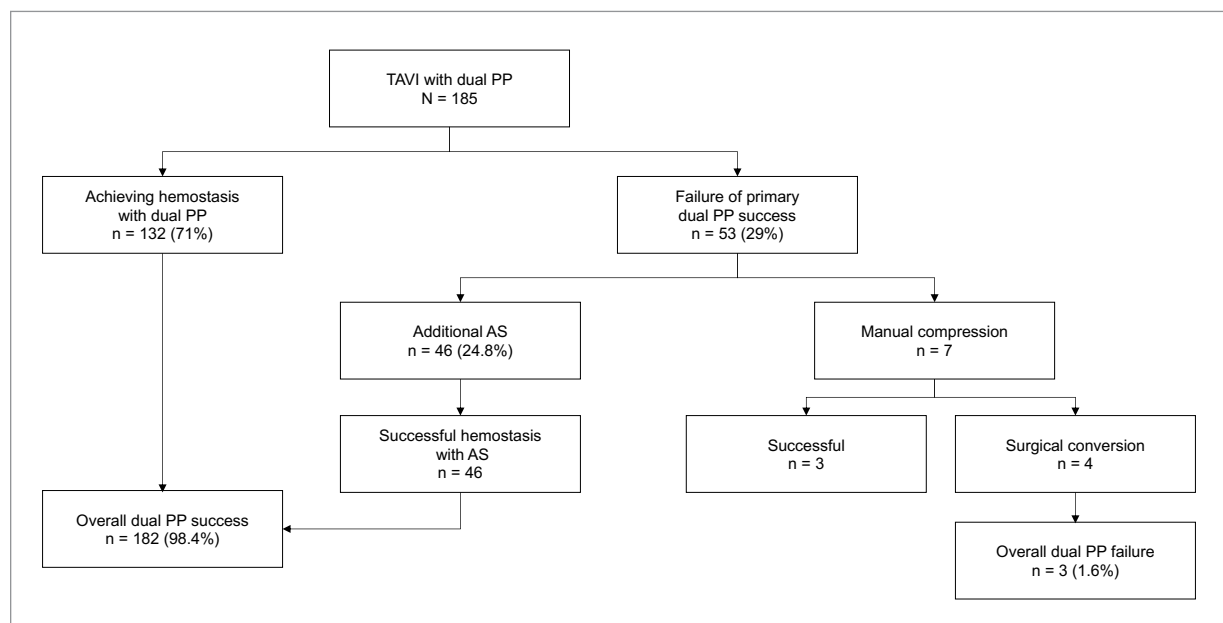 TAVI with dual PP
N = 185
Achieving hemostasis
with dual PP
n = 132 (71%)
Failure of primary
dual PP success
n = 53 (29%)
Additional AS
n = 46 (24.8%)
Manual compression
n = 7
Successful hemostasis
with AS
n = 46
Successful
n = 3
Surgical conversion
n = 4
Overall dual PP success
n = 182 (98.4%)
Overall dual PP failure
n = 3 (1.6%)